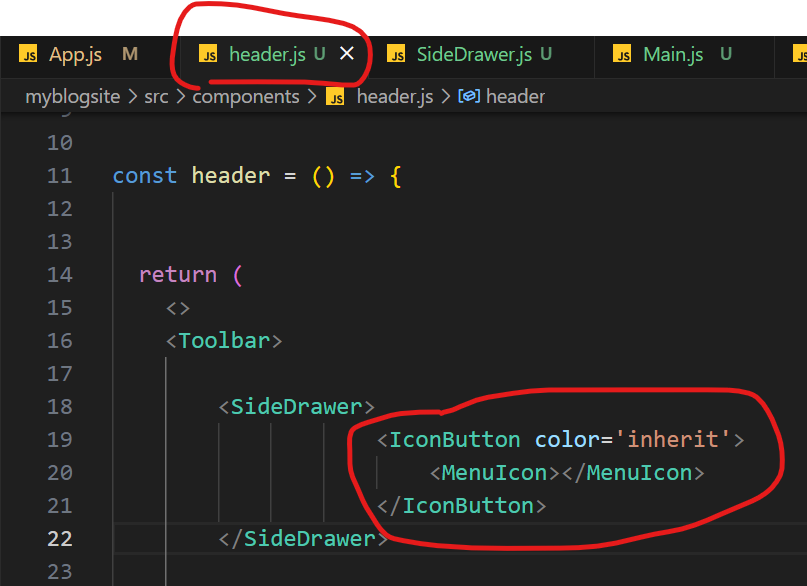 JS App.js M JS header.js U × JS SideDrawer.js U JS Main.js U JS
myblogsite > src > components > JS header.js > header
10
11 const header = () => {
12
13
14 return (
15 <>
16 <Toolbar>
17
18 <SideDrawer>
19 <IconButton color='inherit'>
20 <MenuIcon></MenuIcon>
21 </IconButton>
22 </SideDrawer>
23